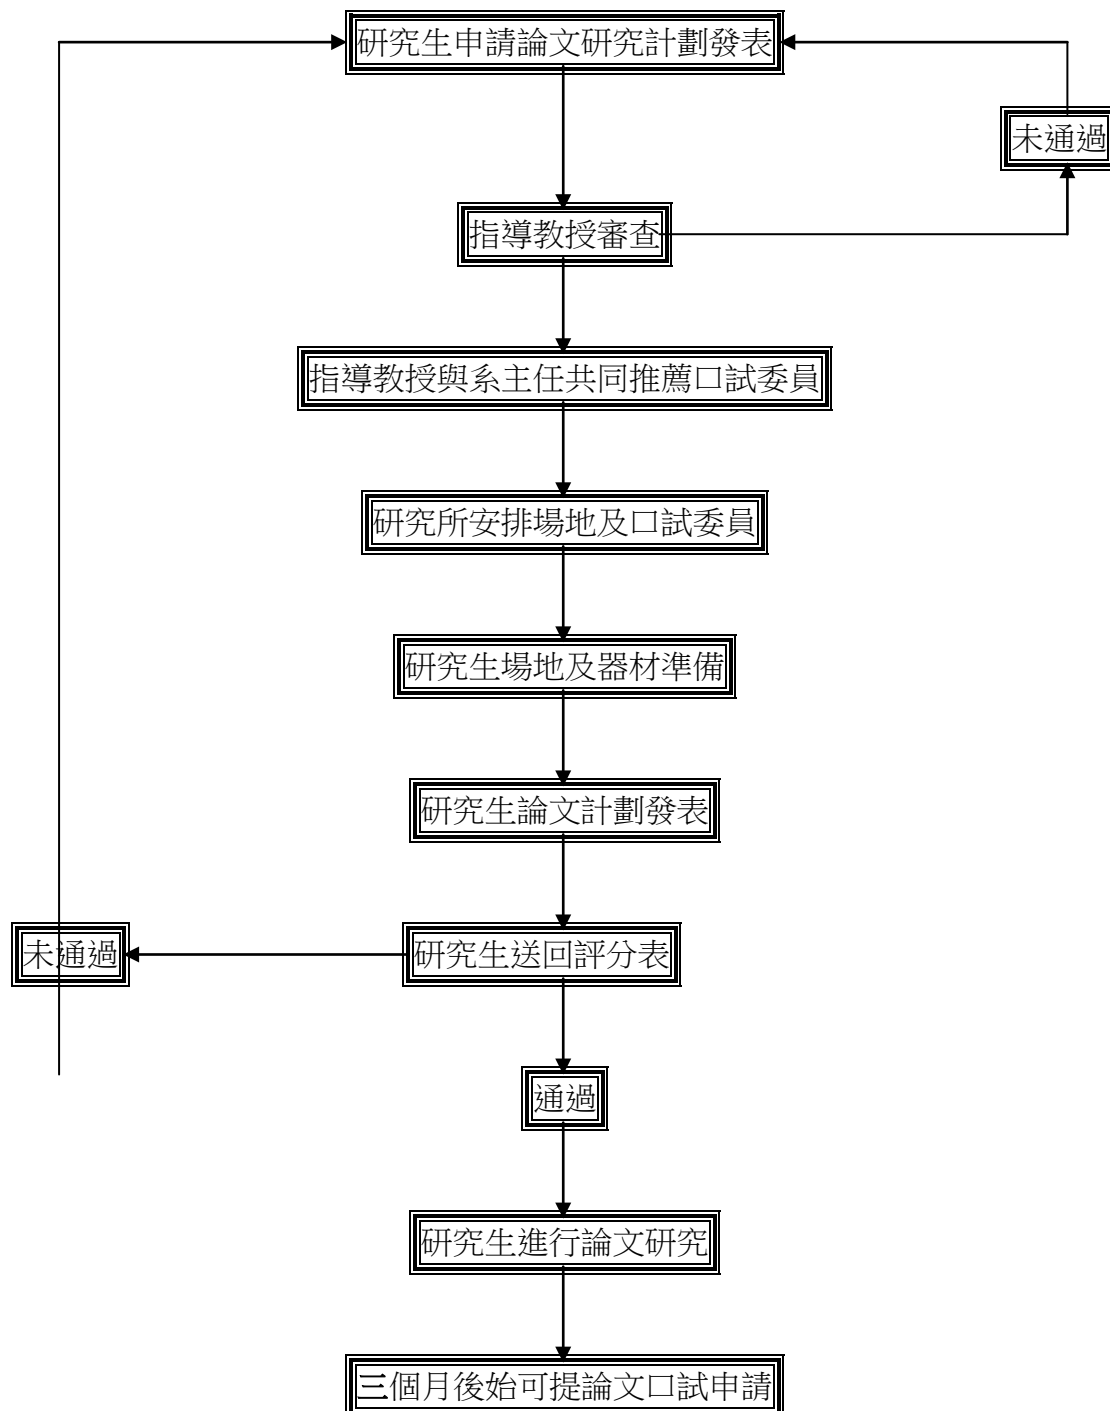 研究生申請論文研究計劃發表
未通過
指導教授審查
指導教授與系主任共同推薦口試委員
研究所安排場地及口試委員
研究生場地及器材準備
研究生論文計劃發表
未通過
研究生送回評分表
通過
研究生進行論文研究
三個月後始可提論文口試申請